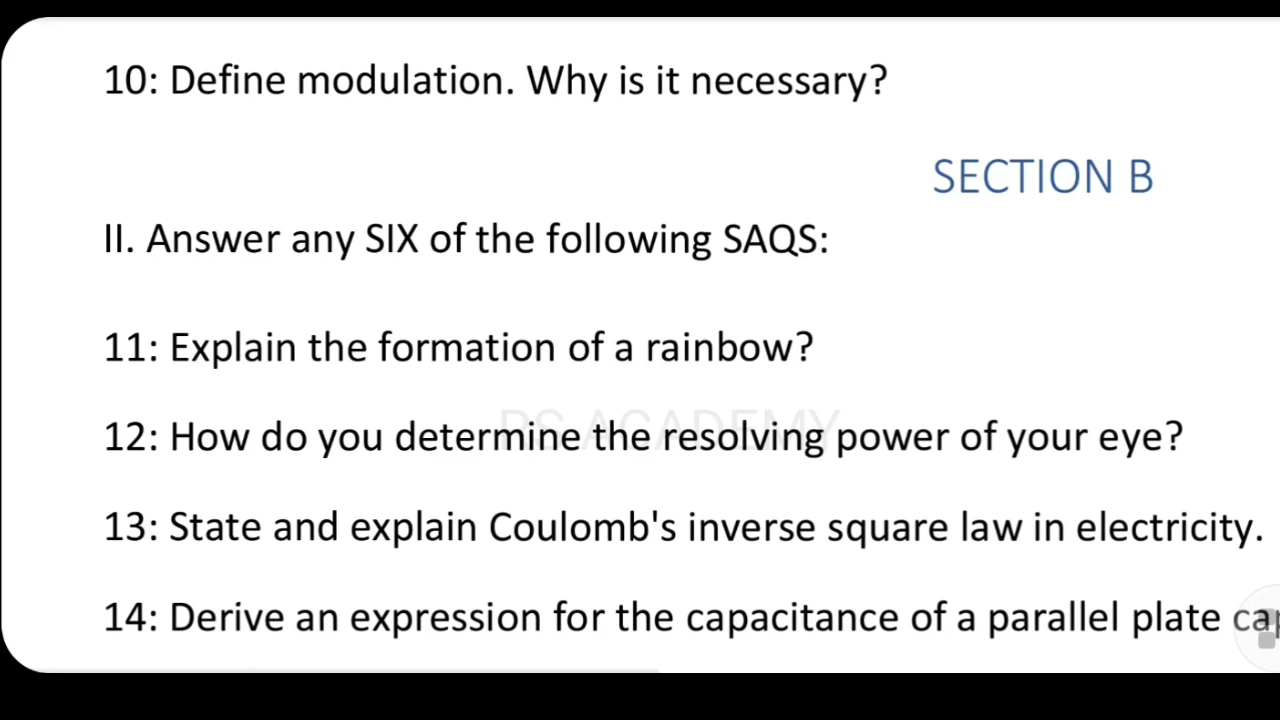 10: Define modulation. Why is it necessary?
SECTION B
II. Answer any SIX of the following SAQS:
11: Explain the formation of a rainbow?
PS ACADEMY
12: How do you determine the resolving power of your eye?
13: State and explain Coulomb's inverse square law in electricity.
14: Derive an expression for the capacitance of a parallel plate